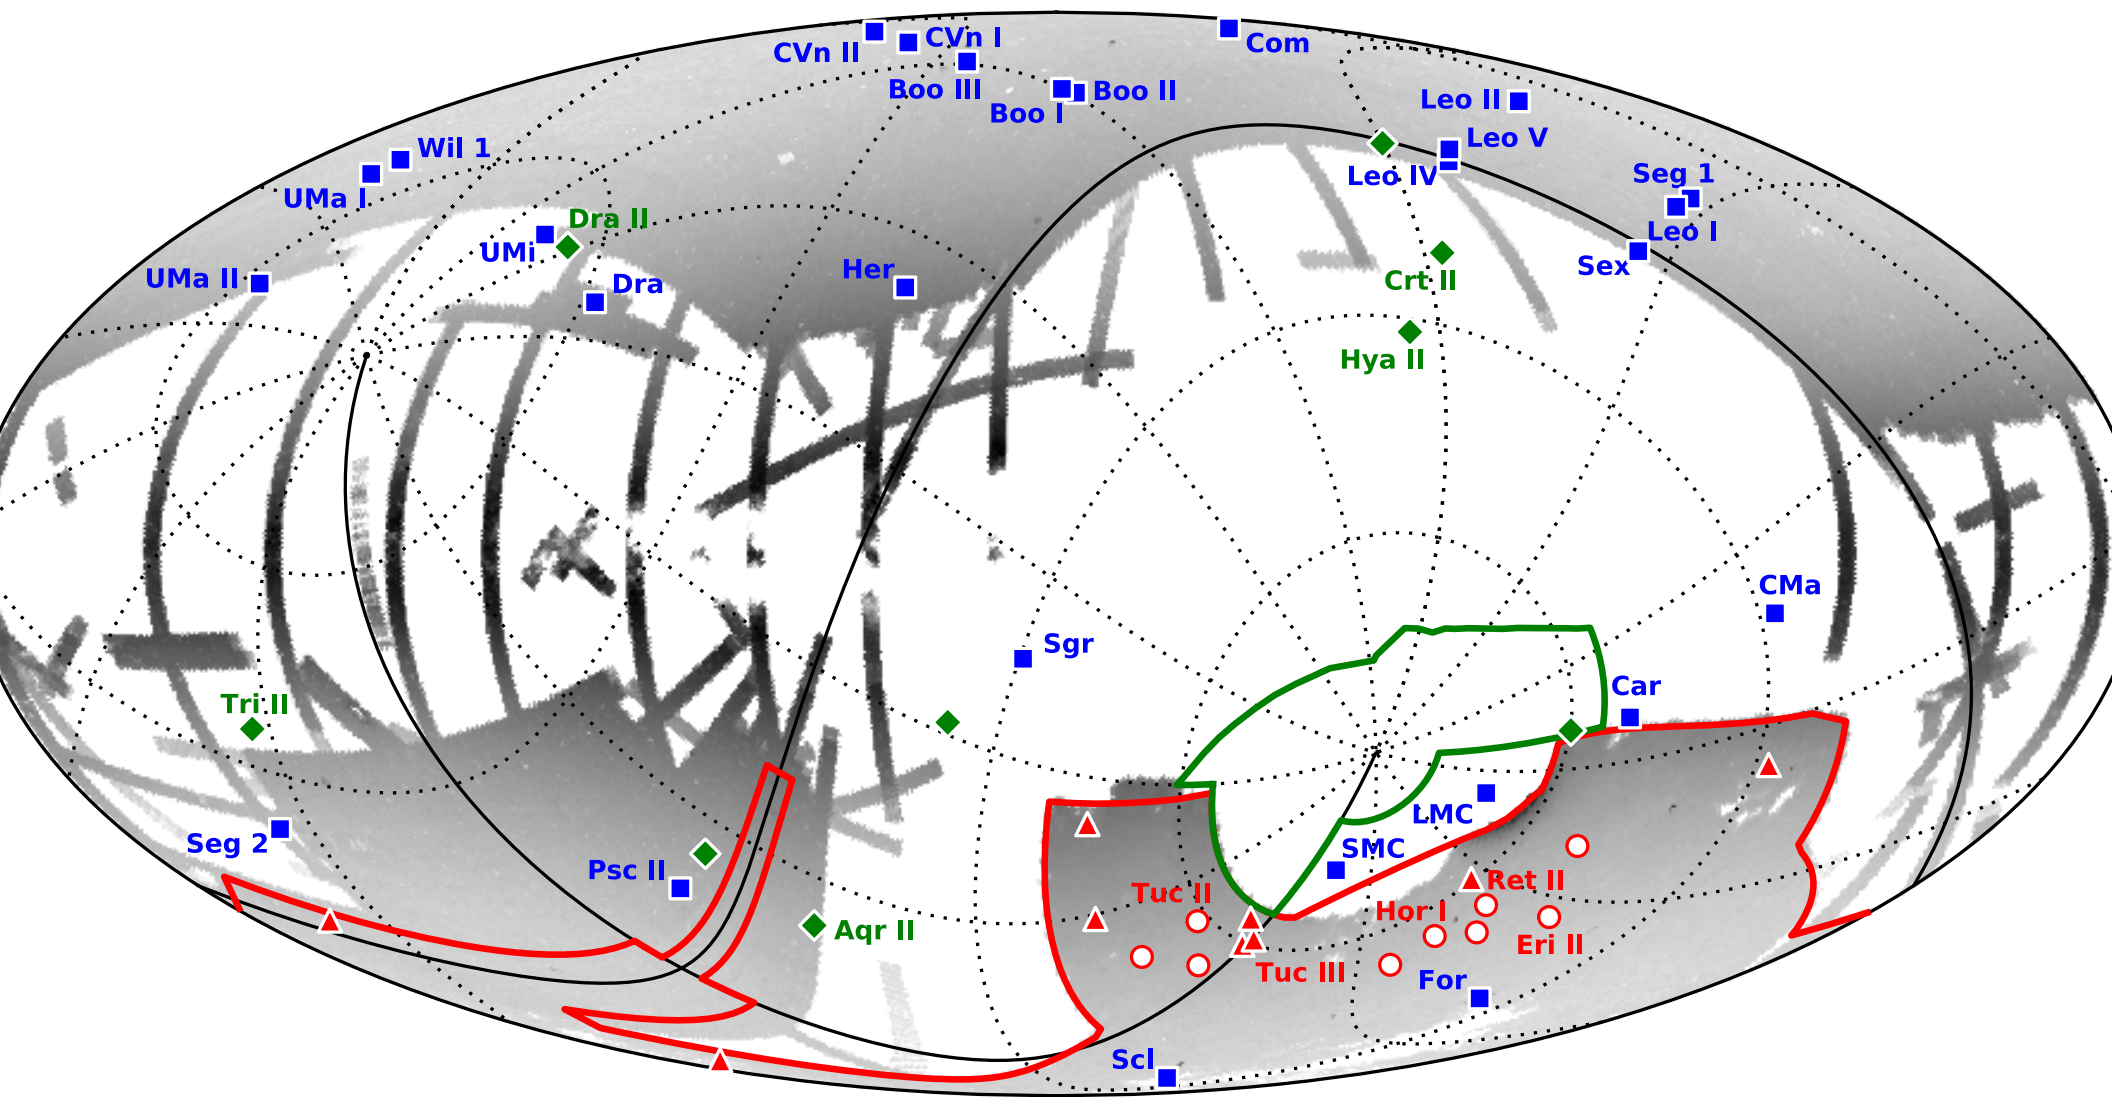 CVn II
CVn I
Com
Boo III
Boo I
Boo II
Leo II
Leo V
Wil 1
UMa I
Leo IV
Seg 1
Dra II
UMi
Leo I
Sex
UMa II
Dra
Her
Crt II
Hya II
CMa
Sgr
Car
Tri II
LMC
Seg 2
SMC
Psc II
Tuc II
Ret II
Hor I
Aqr II
Eri II
Tuc III
For
Scl